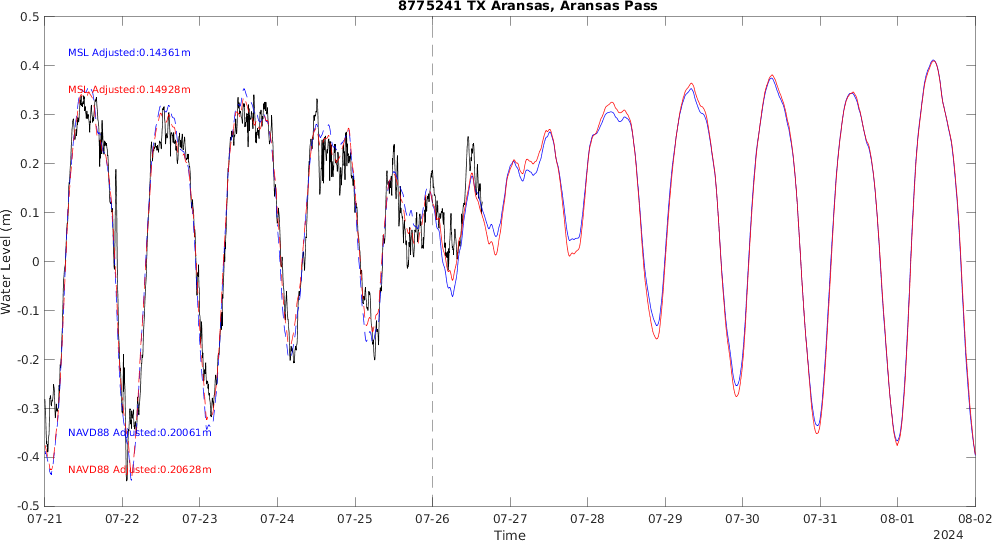 8775241 TX Aransas, Aransas Pass
0.5
MSL Adjusted:0.14361m
0.4
MSL Adjusted:0.14928m
0.3
0.2
0.1
0
-0.1
-0.2
-0.3
NAVD88 Adjusted:0.20061m
-0.4
NAVD88 Adjusted:0.20628m
-0.5
Water Level (m)
07-21 07-22 07-23 07-24 07-25 07-26 07-27 07-28 07-29 07-30 07-31 08-01 08-02
Time
2024